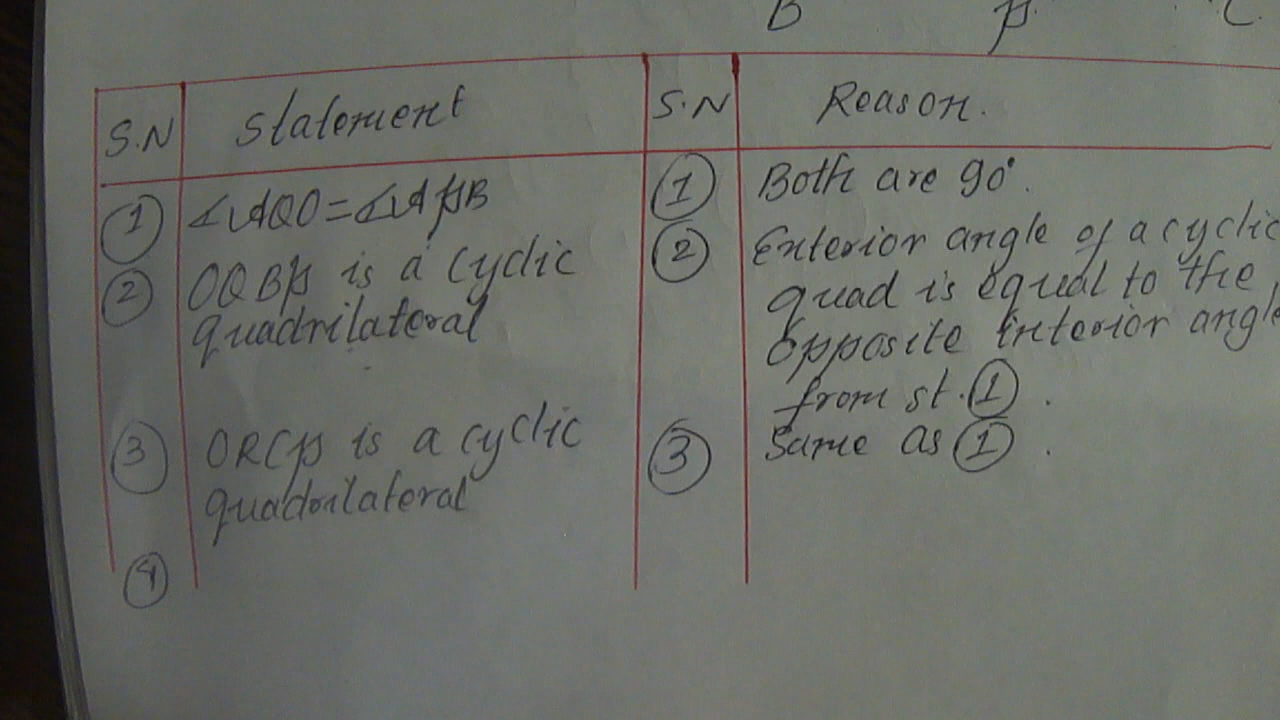 B P C
S.N Statement S.N Reason.
① ∠AQO = ∠APB ① Both are 90°.
② OQBP is a cyclic ② Exterior angle of a cyclic
quadrilateral quad is equal to the
opposite interior angle
from st. ① .
③ ORCP is a cyclic ③ Same as ① .
quadrilateral
④